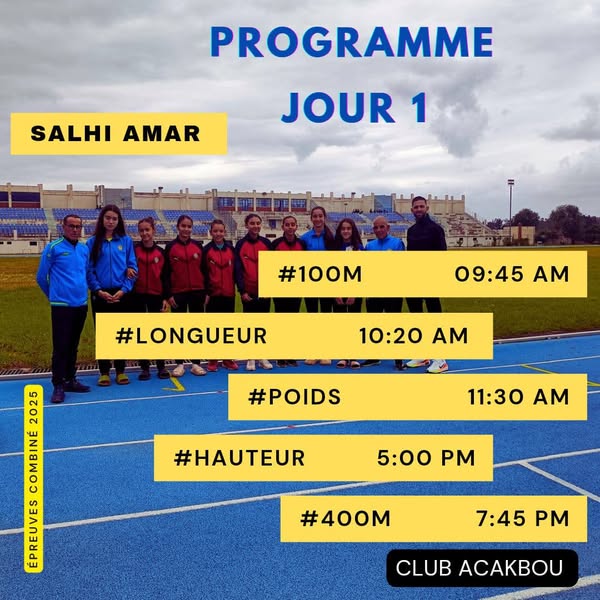 PROGRAMME
JOUR 1
SALHI AMAR
#100M 09:45 AM
#LONGUEUR 10:20 AM
#POIDS 11:30 AM
#HAUTEUR 5:00 PM
#400M 7:45 PM
ÉPREUVES COMBINÉ 2025
CLUB ACAKBOU